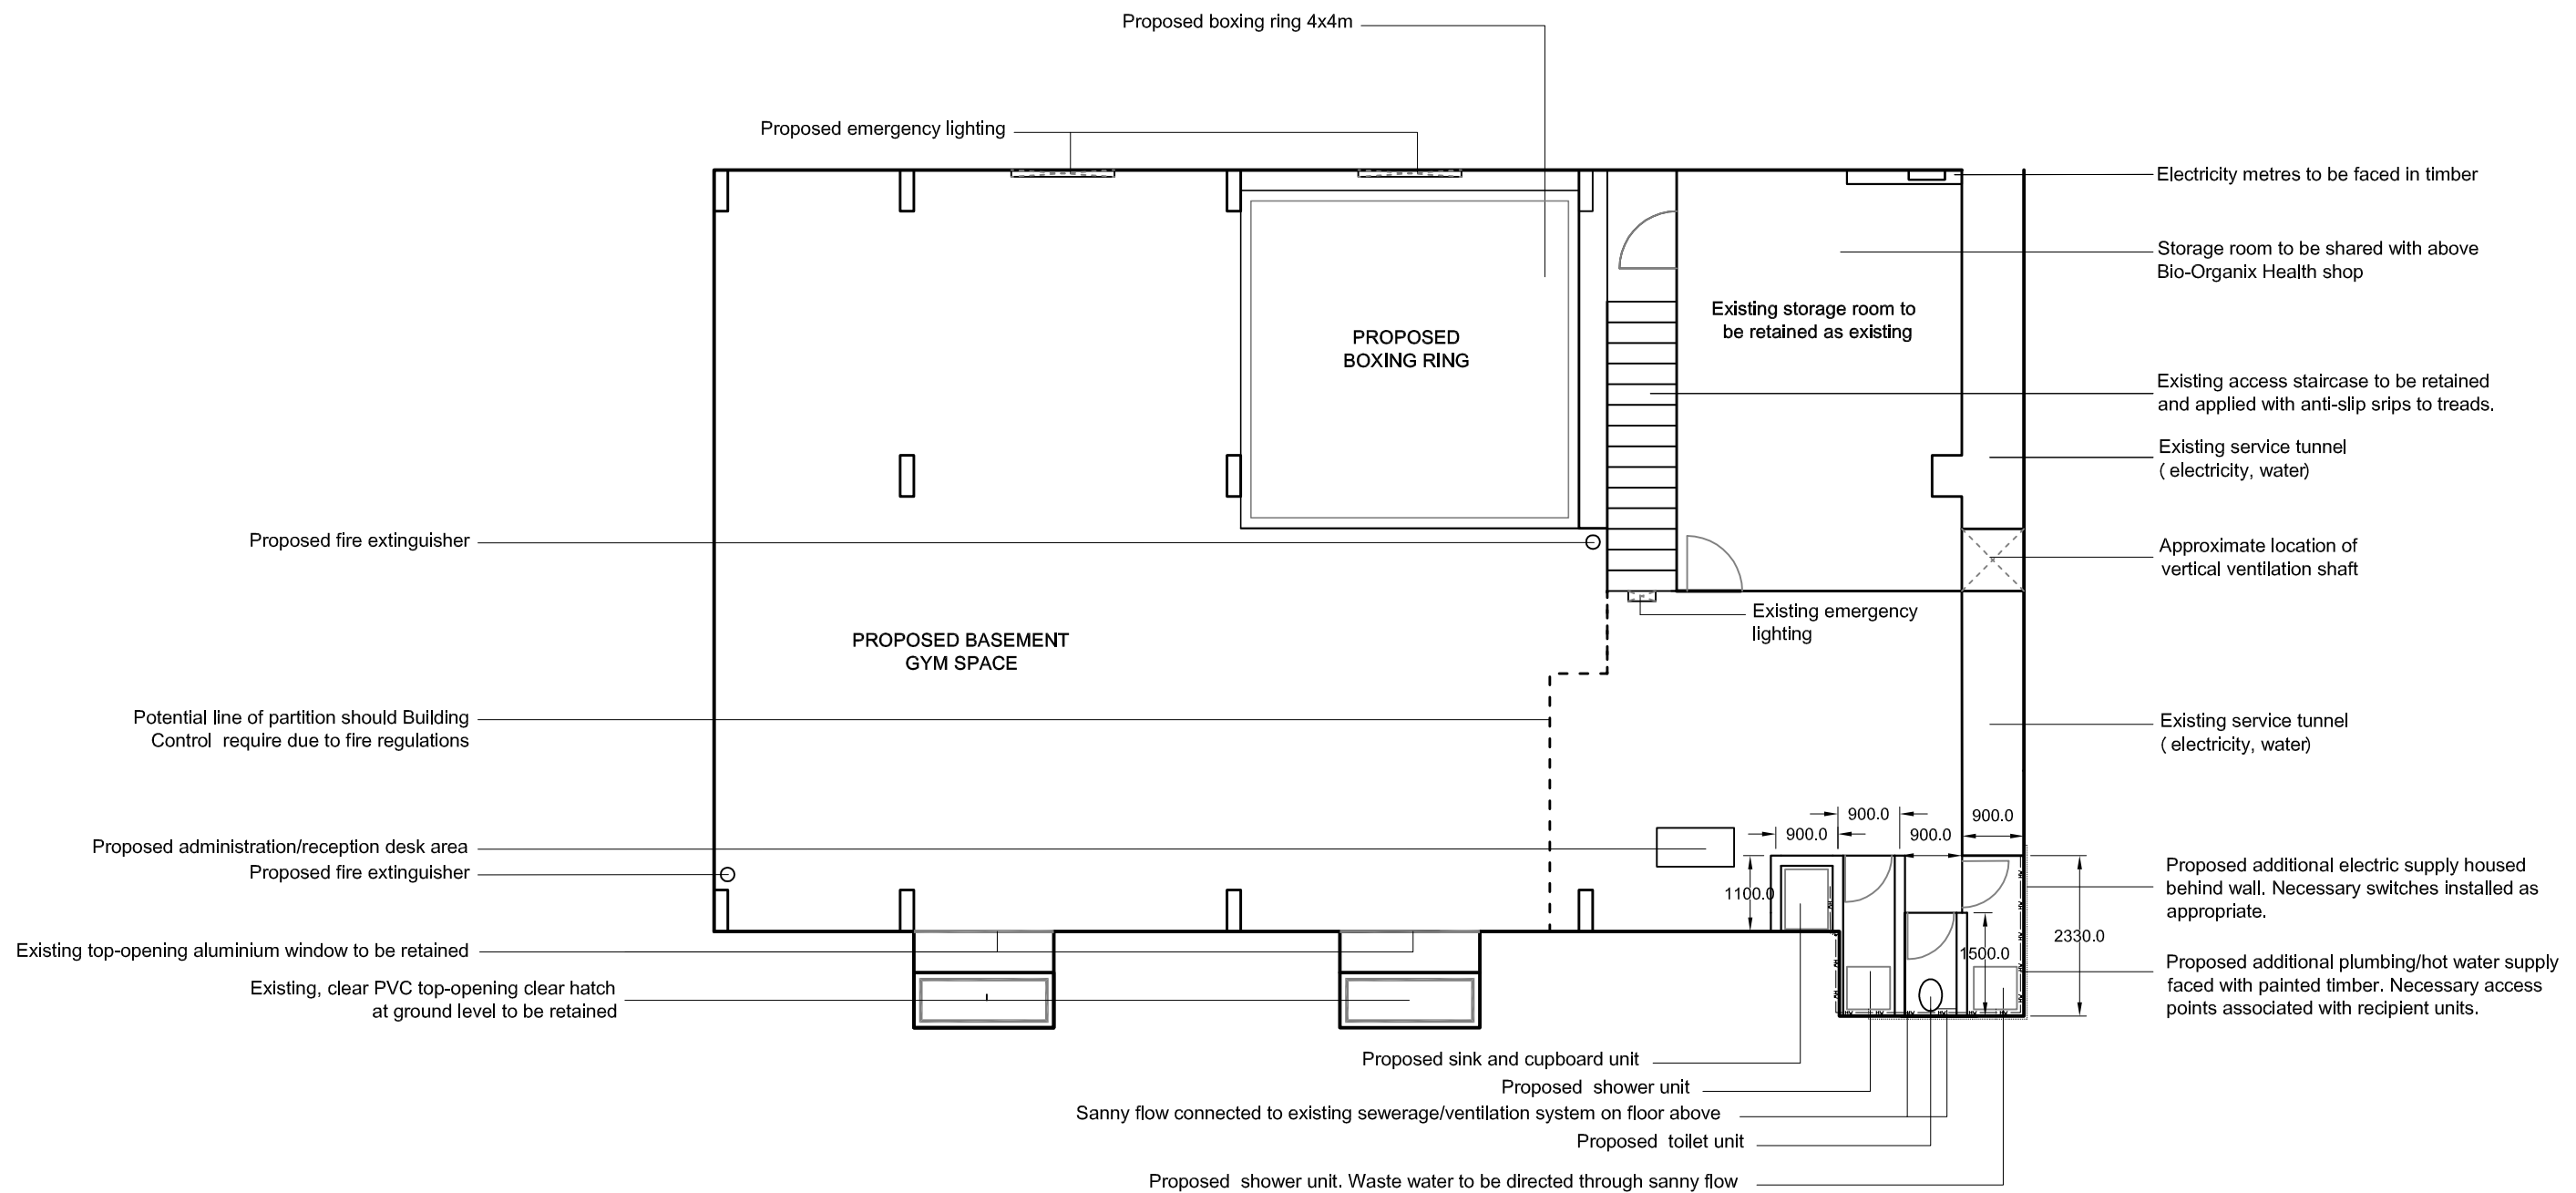 Proposed boxing ring 4x4m
Proposed emergency lighting
Electricity metres to be faced in timber
Storage room to be shared with above
Bio-Organix Health shop
Existing storage room to
be retained as existing
PROPOSED
BOXING RING
Existing access staircase to be retained
and applied with anti-slip srips to treads.
Existing service tunnel
( electricity, water)
Proposed fire extinguisher
Approximate location of
vertical ventilation shaft
Existing emergency
lighting
PROPOSED BASEMENT
GYM SPACE
Potential line of partition should Building
Control require due to fire regulations
Existing service tunnel
( electricity, water)
900.0
900.0
900.0
900.0
Proposed administration/reception desk area
Proposed fire extinguisher
1100.0
Proposed additional electric supply housed
behind wall. Necessary switches installed as
appropriate.
2330.0
1500.0
Existing top-opening aluminium window to be retained
Existing, clear PVC top-opening clear hatch
at ground level to be retained
Proposed additional plumbing/hot water supply
faced with painted timber. Necessary access
points associated with recipient units.
Proposed sink and cupboard unit
Proposed shower unit
Sanny flow connected to existing sewerage/ventilation system on floor above
Proposed toilet unit
Proposed shower unit. Waste water to be directed through sanny flow